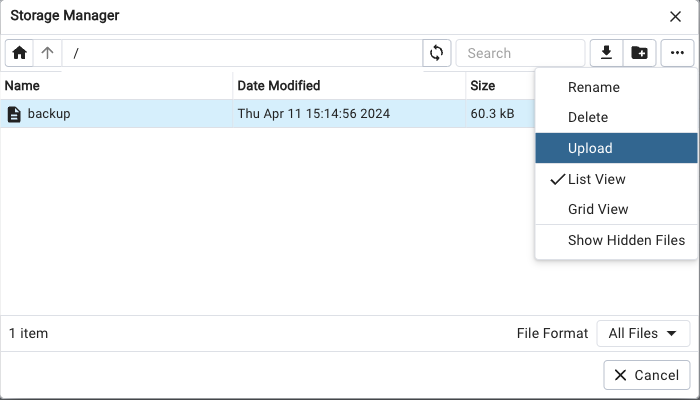 Storage Manager
/
Search
Name Date Modified Size
backup Thu Apr 11 15:14:56 2024 60.3 kB
Rename
Delete
Upload
List View
Grid View
Show Hidden Files
1 item File Format All Files
Cancel